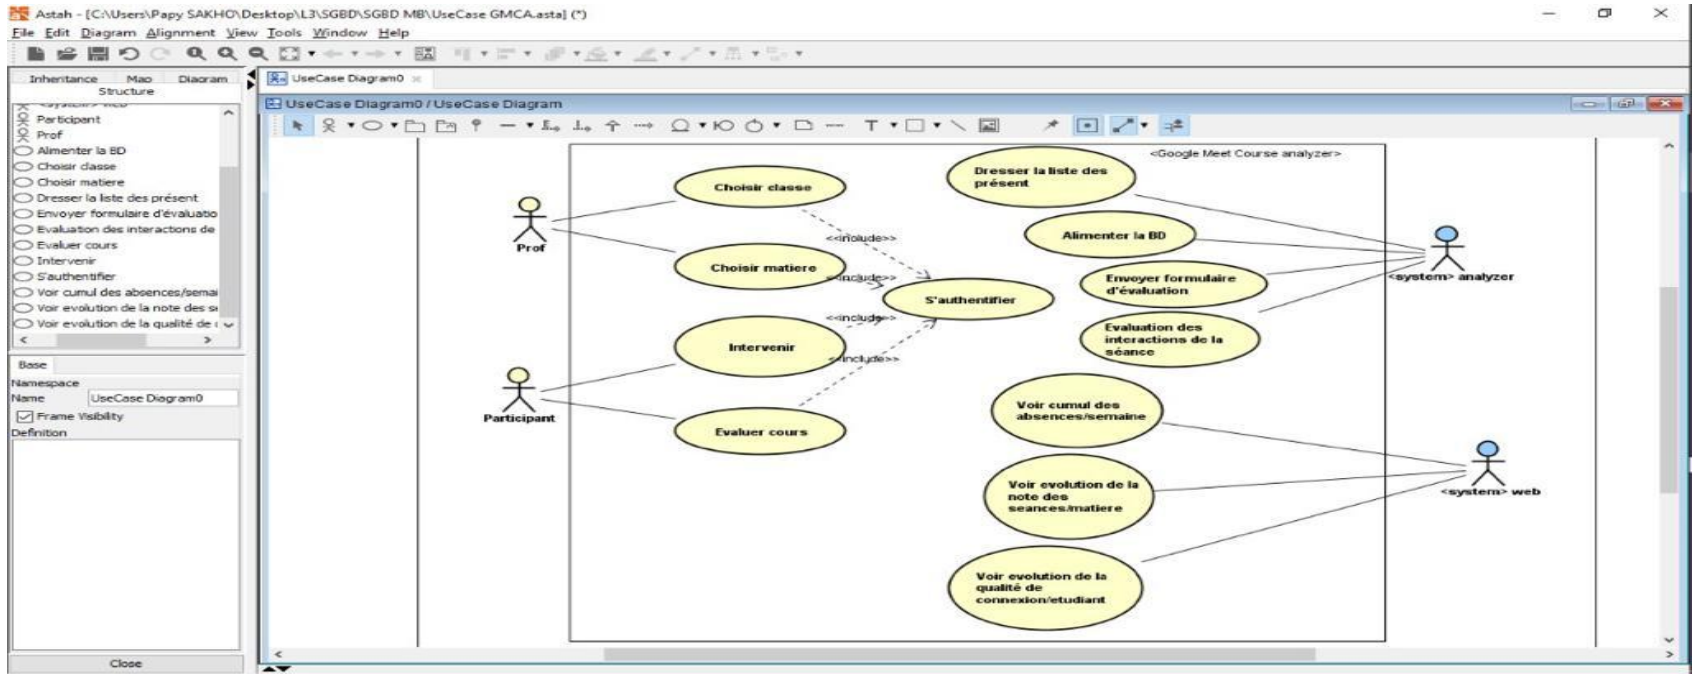 Astah - [C:\Users\Papy SAKHO\Desktop\L3\SGBD\SGBD MB\UseCase GMCA.asta] (*)
File Edit Diagram Alignment View Tools Window Help
Inheritance Map Diagram
Structure
<system> web
Participant
Prof
Alimenter la BD
Choisir classe
Choisir matiere
Dresser la liste des présent
Envoyer formulaire d'évaluatio
Evaluation des interactions de
Evaluer cours
Intervenir
S'authentifier
Voir cumul des absences/semai
Voir evolution de la note des se
Voir evolution de la qualité de
Base
Namespace
Name UseCase Diagram0
Frame Visibility
Definition
Close
UseCase Diagram0
UseCase Diagram0 / UseCase Diagram
T
<Google Meet Course analyzer>
Prof
Participant
Choisir classe
Choisir matiere
Intervenir
Evaluer cours
<<include>>
<<include>>
<<include>>
<<include>>
S'authentifier
Dresser la liste des
présent
Alimenter la BD
Envoyer formulaire
d'évaluation
Evaluation des
interactions de la
séance
<system> analyzer
Voir cumul des
absences/semaine
Voir evolution de la
note des
seances/matiere
Voir evolution de la
qualité de
connexion/etudiant
<system> web